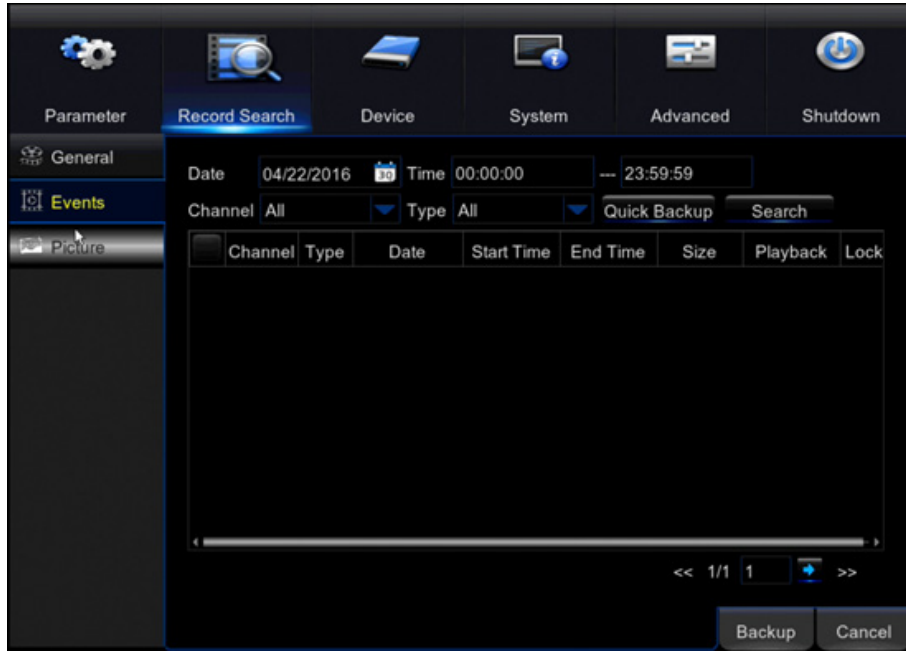 Parameter Record Search Device System Advanced Shutdown
General
Events
Picture
Date 04/22/2016 30 Time 00:00:00 --- 23:59:59
Channel All Type All Quick Backup Search
Channel Type Date Start Time End Time Size Playback Lock
<< 1/1 1 >>
Backup Cancel